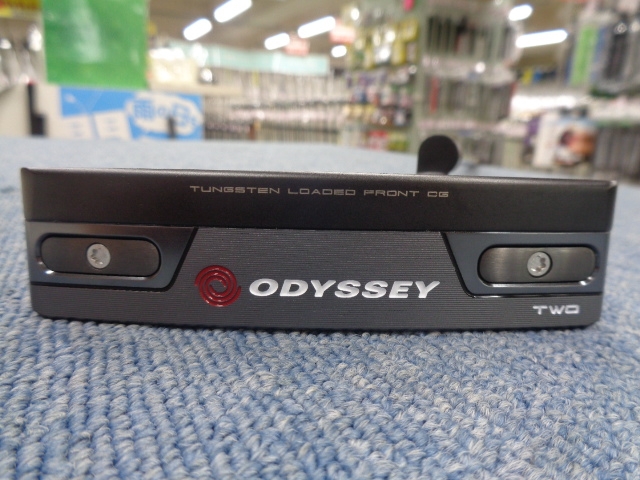 TUNGSTEN LOADED FRONT CG
ODYSSEY
TWO